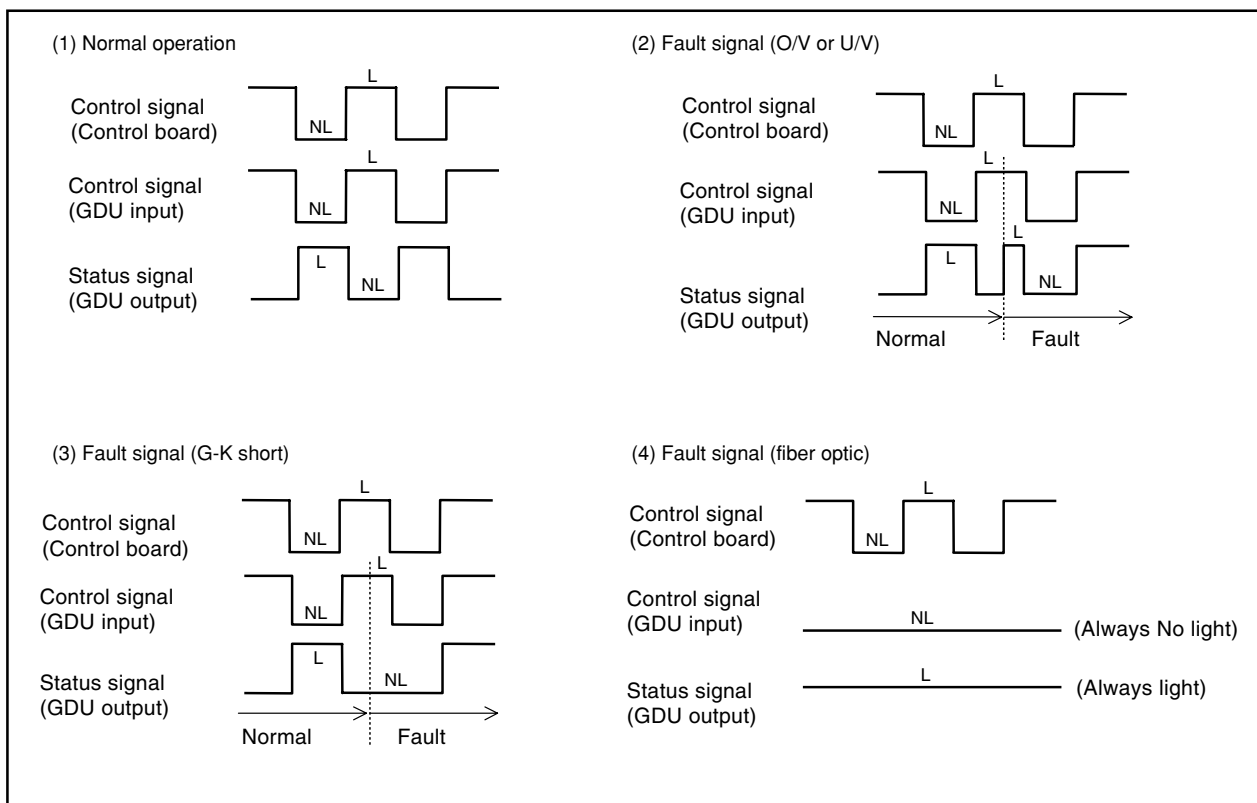 (1) Normal operation
L
Control signal
(Control board)
NL
L
Control signal
(GDU input)
NL
L
Status signal
(GDU output)
NL
(2) Fault signal (O/V or U/V)
L
Control signal
(Control board)
NL
L
Control signal
(GDU input)
NL
L
L
Status signal
(GDU output)
NL
Normal
Fault
(3) Fault signal (G-K short)
L
Control signal
(Control board)
NL
L
Control signal
(GDU input)
NL
L
Status signal
(GDU output)
NL
Normal
Fault
(4) Fault signal (fiber optic)
L
Control signal
(Control board)
NL
Control signal
(GDU input)
NL
(Always No light)
L
Status signal
(GDU output)
(Always light)